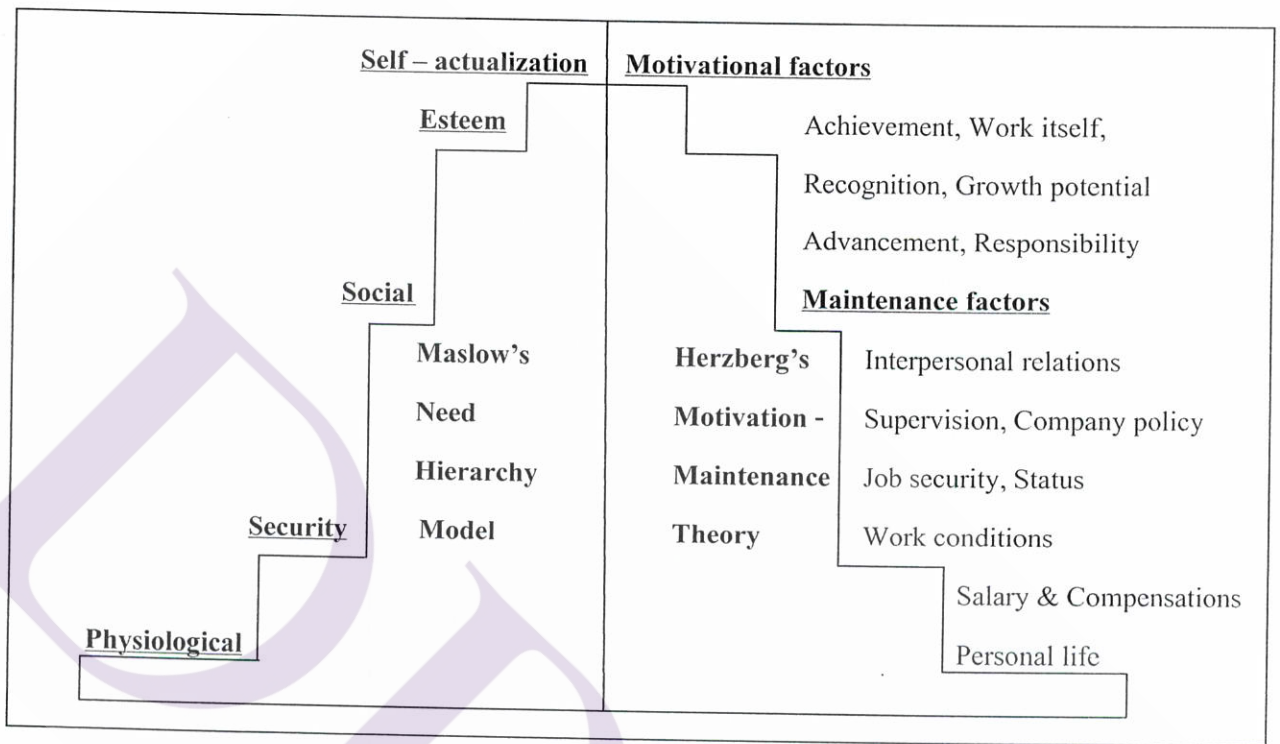 Self – actualization
Esteem
Social
Maslow's
Need
Hierarchy
Security
Model
Physiological
Motivational factors
Achievement, Work itself,
Recognition, Growth potential
Advancement, Responsibility
Maintenance factors
Herzberg's
Motivation -
Maintenance
Theory
Interpersonal relations
Supervision, Company policy
Job security, Status
Work conditions
Salary & Compensations
Personal life